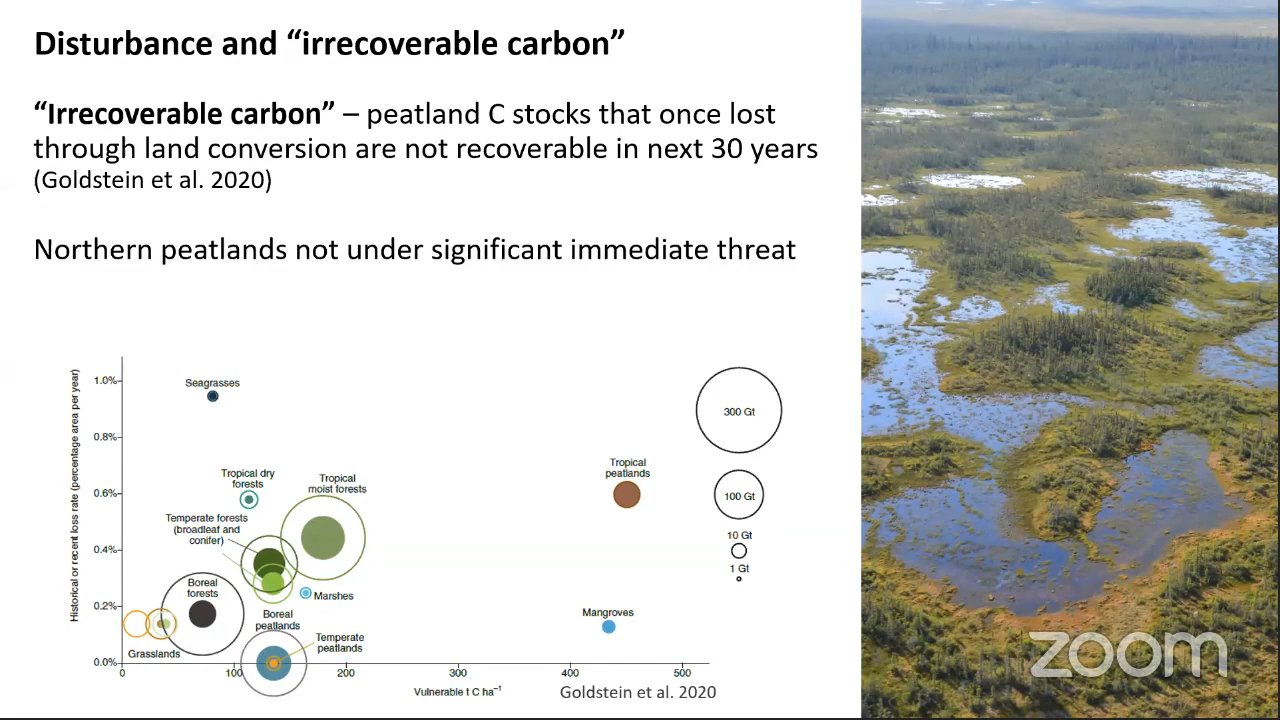 Disturbance and “irrecoverable carbon”
“Irrecoverable carbon” – peatland C stocks that once lost
through land conversion are not recoverable in next 30 years
(Goldstein et al. 2020)
Northern peatlands not under significant immediate threat
Historical or recent loss rate (percentage area per year)
1.0%
0.8%
0.6%
0.4%
0.2%
0.0%
Seagrasses
Tropical dry
forests
Tropical
moist forests
Temperate forests
(broadleaf and
conifer)
Boreal
forests
Marshes
Grasslands
Boreal
peatlands
Temperate
peatlands
Tropical
peatlands
Mangroves
300 Gt
100 Gt
10 Gt
1 Gt
0
100
200
300
400
500
Vulnerable t C ha⁻¹
Goldstein et al. 2020
zoom